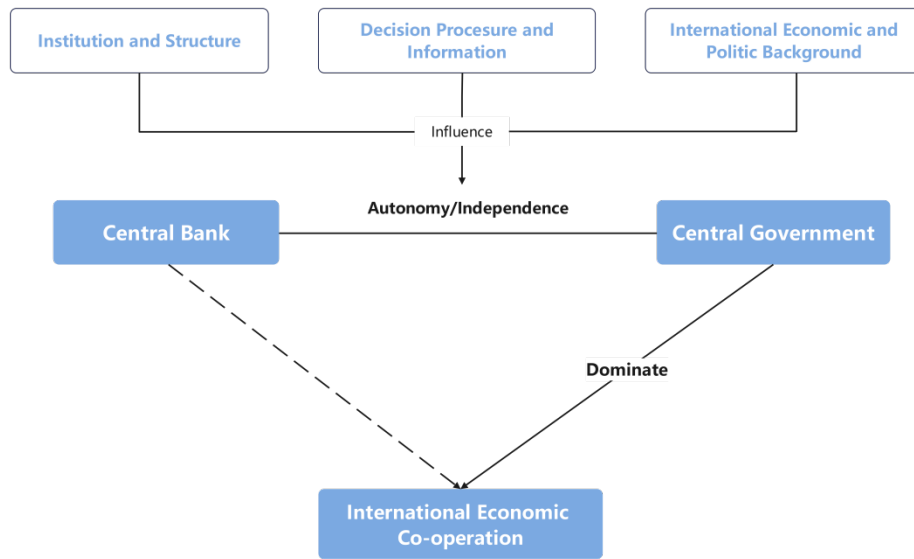 Institution and Structure
Decision Procesure and
Information
International Economic and
Politic Background
Influence
Autonomy/Independence
Central Bank
Central Government
Dominate
International Economic
Co-operation